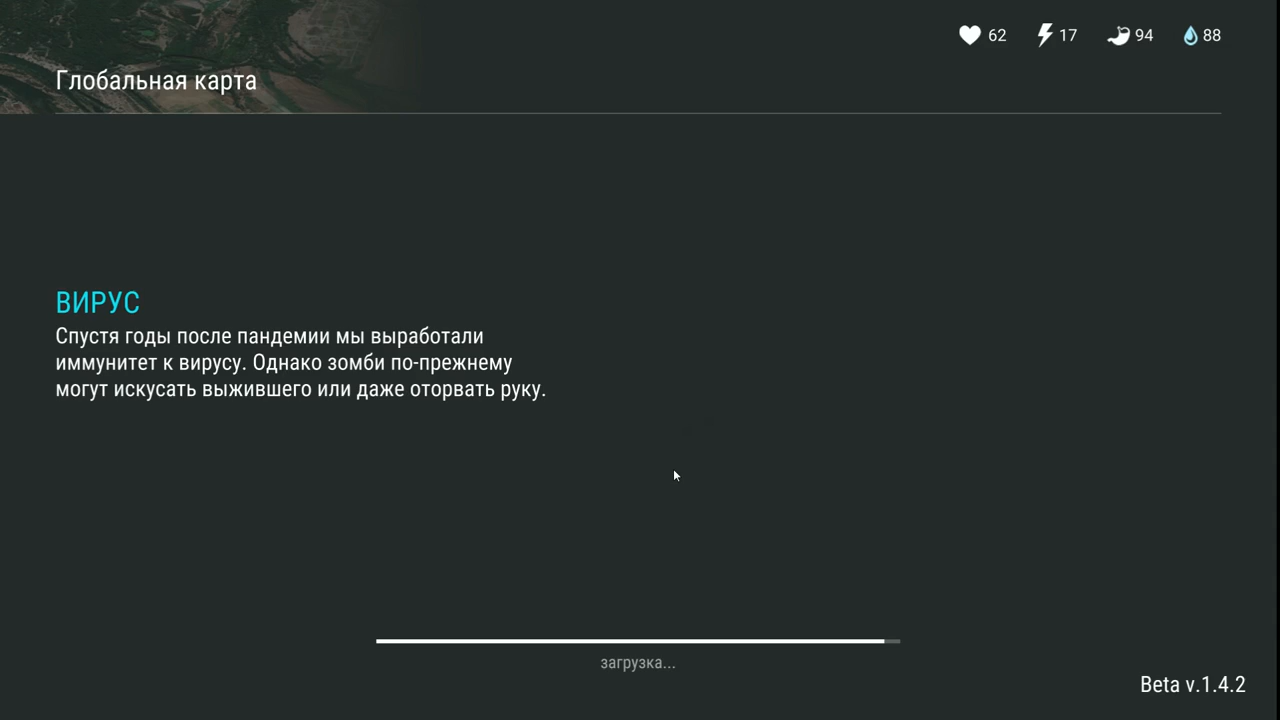 62 17 94 88
Глобальная карта
ВИРУС
Спустя годы после пандемии мы выработали
иммунитет к вирусу. Однако зомби по-прежнему
могут искусать выжившего или даже оторвать руку.
загрузка...
Beta v.1.4.2